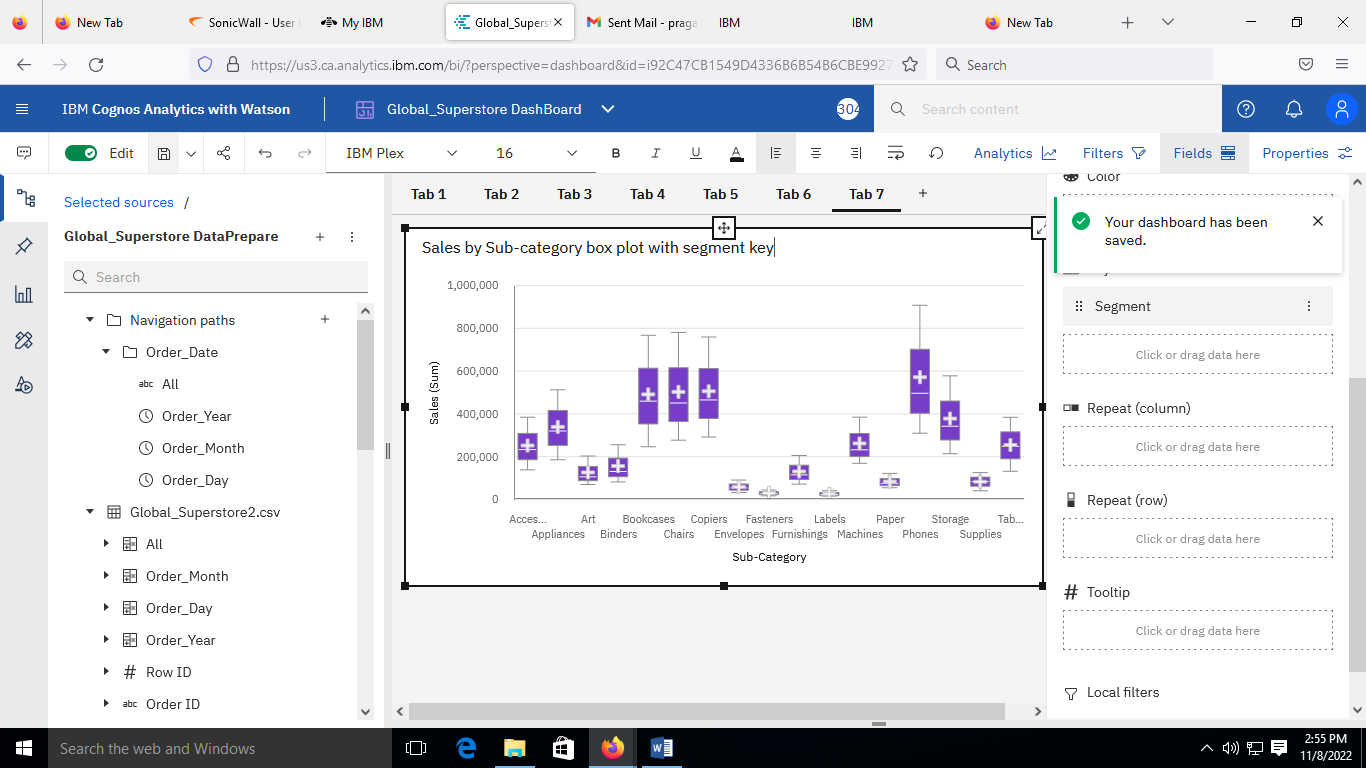 New Tab
SonicWall - User
My IBM
Global_Superst
Sent Mail - praga
IBM
IBM
New Tab
https://us3.ca.analytics.ibm.com/bi/?perspective=dashboard&id=i92C47CB1549D4336B6B54B6CBE9927
Search
IBM Cognos Analytics with Watson
Global_Superstore DashBoard
304
Search content
Edit
IBM Plex
16
B
I
U
A
Analytics
Filters
Fields
Properties
Selected sources /
Global_Superstore DataPrepare
Search
Navigation paths
Order_Date
abc All
Order_Year
Order_Month
Order_Day
Global_Superstore2.csv
All
Order_Month
Order_Day
Order_Year
# Row ID
abc Order ID
Tab 1
Tab 2
Tab 3
Tab 4
Tab 5
Tab 6
Tab 7
Sales by Sub-category box plot with segment key
Sales (Sum)
1,000,000
800,000
600,000
400,000
200,000
0
Acces... Art Bookcases Copiers Fasteners Labels Paper Storage Tab...
Appliances Binders Chairs Envelopes Furnishings Machines Phones Supplies
Sub-Category
Color
Your dashboard has been
saved.
Segment
Click or drag data here
Repeat (column)
Click or drag data here
Repeat (row)
Click or drag data here
# Tooltip
Click or drag data here
Local filters
Search the web and Windows
2:55 PM
11/8/2022